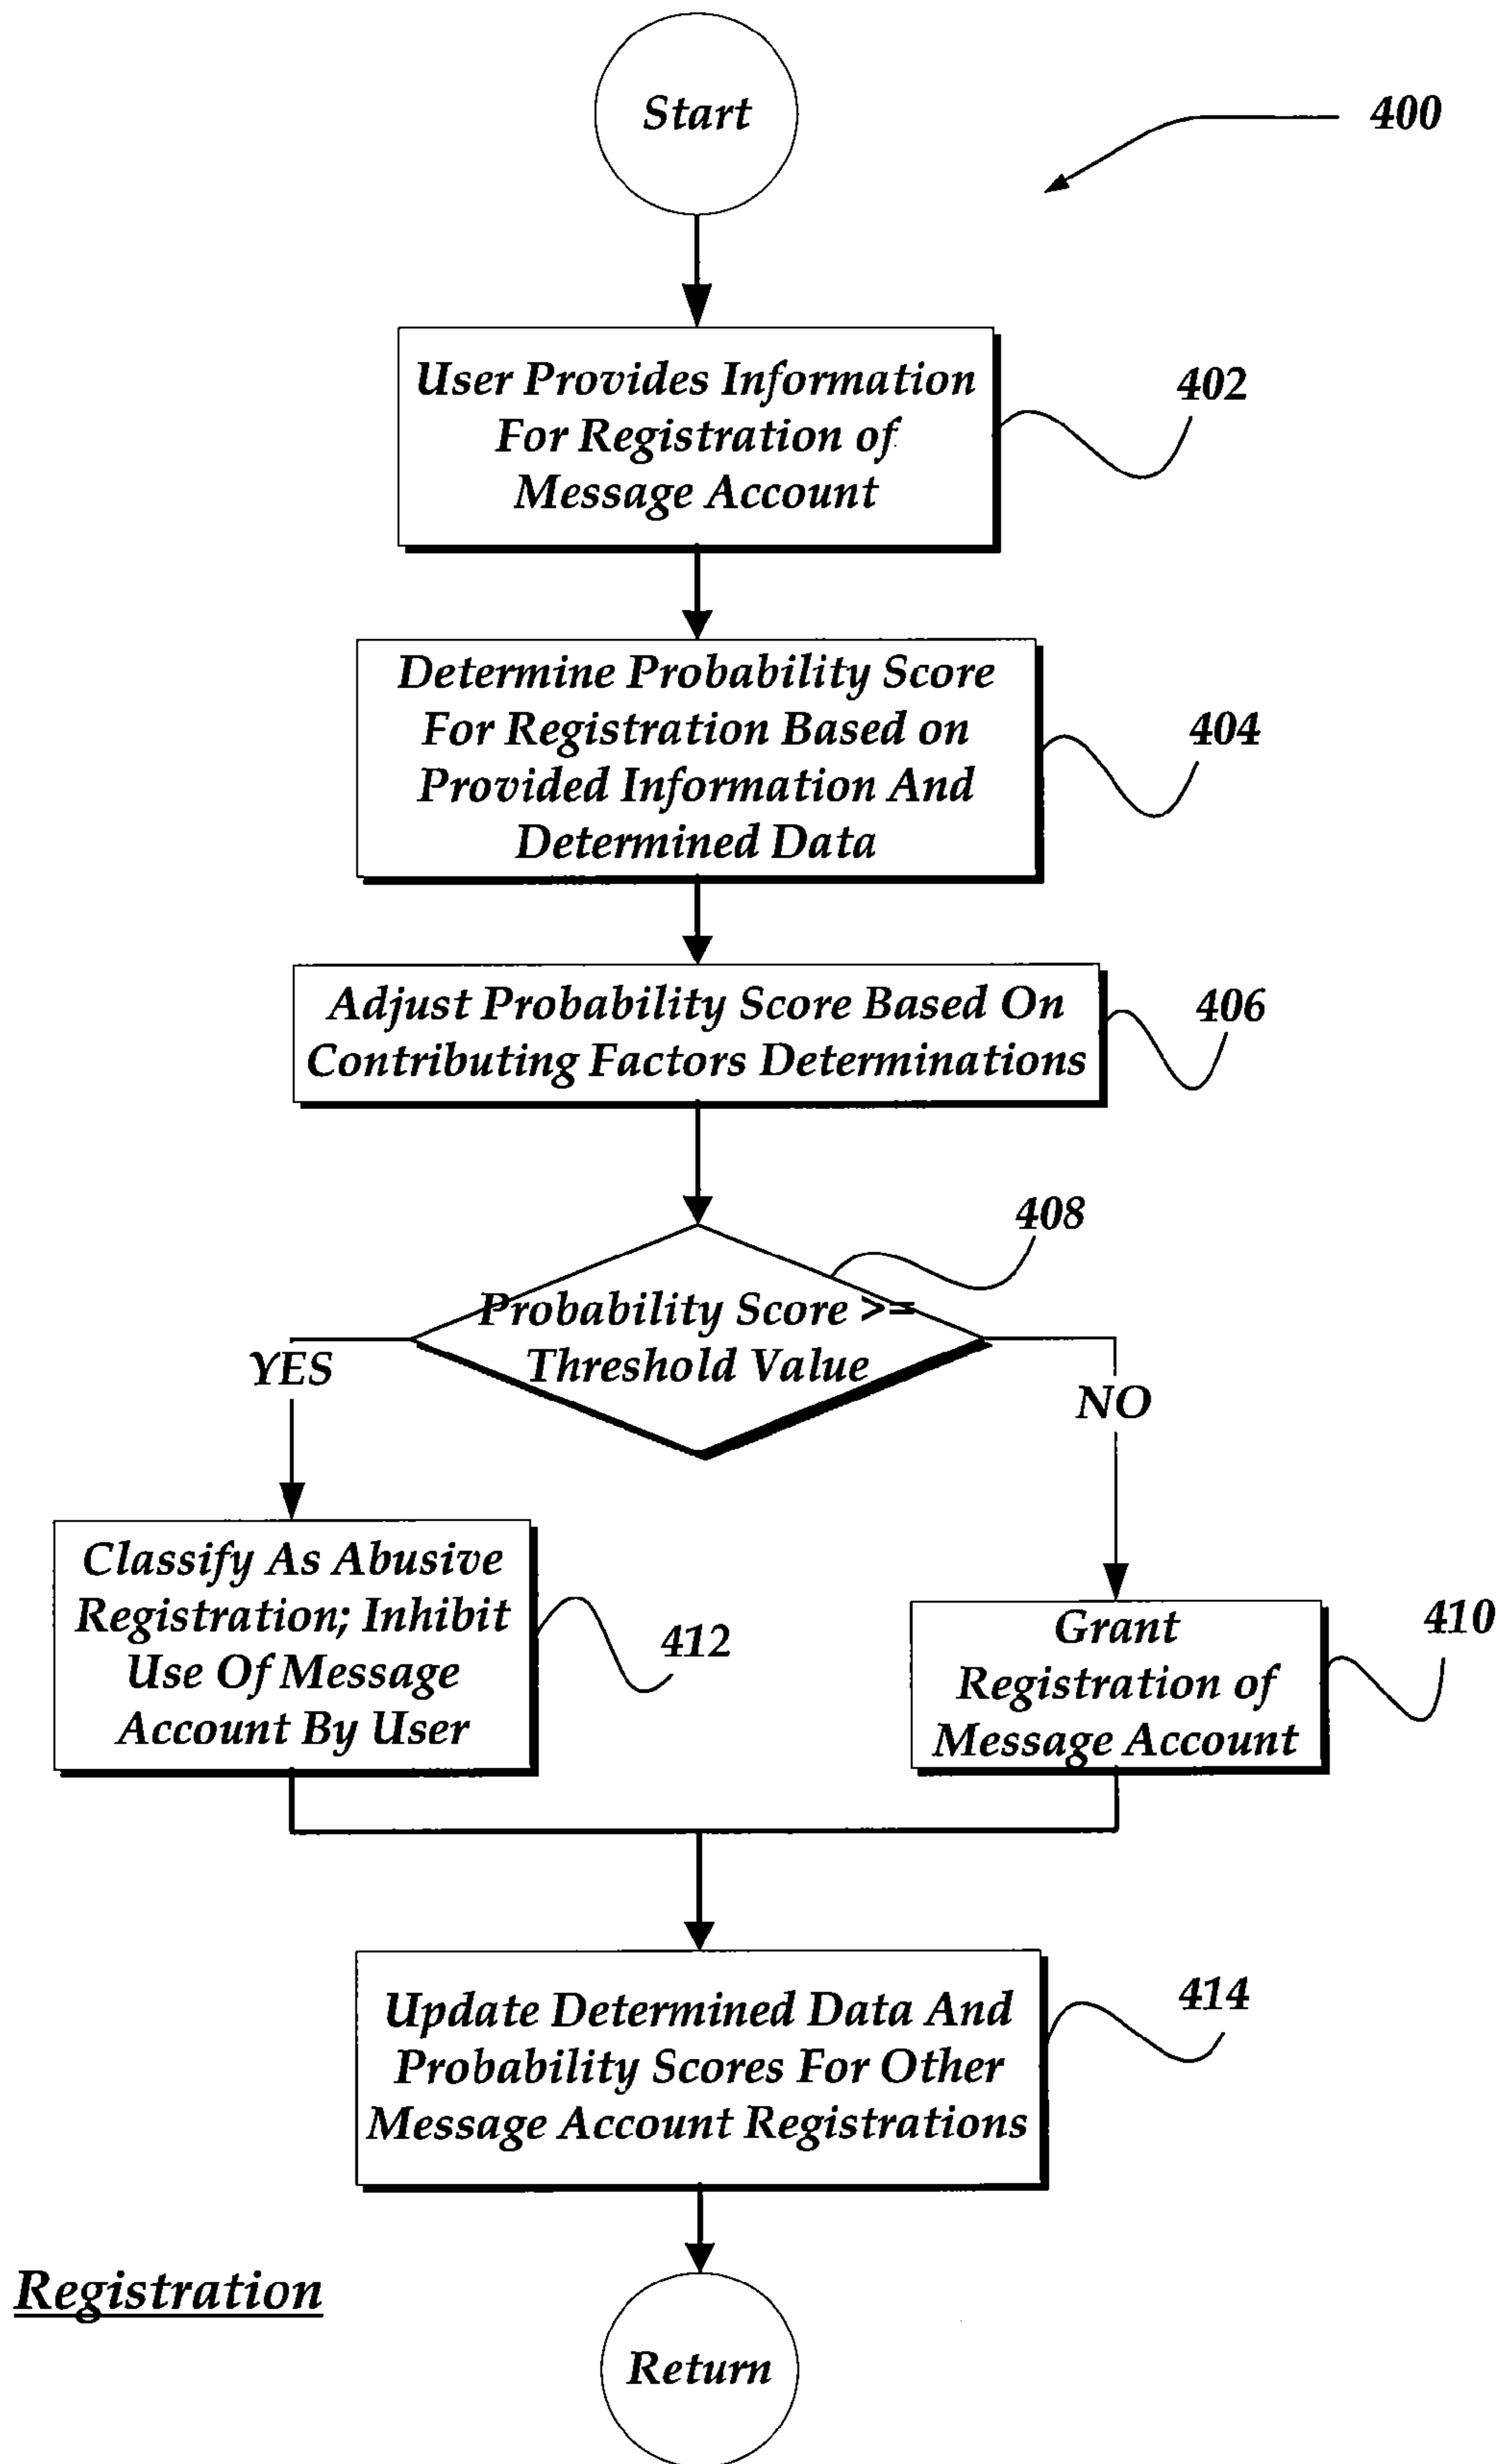 Start
400
User Provides Information
For Registration of
Message Account
402
Determine Probability Score
For Registration Based on
Provided Information And
Determined Data
404
Adjust Probability Score Based On
Contributing Factors Determinations
406
408
Probability Score >=
Threshold Value
YES
NO
Classify As Abusive
Registration; Inhibit
Use Of Message
Account By User
412
Grant
Registration of
Message Account
410
Update Determined Data And
Probability Scores For Other
Message Account Registrations
414
Registration
Return